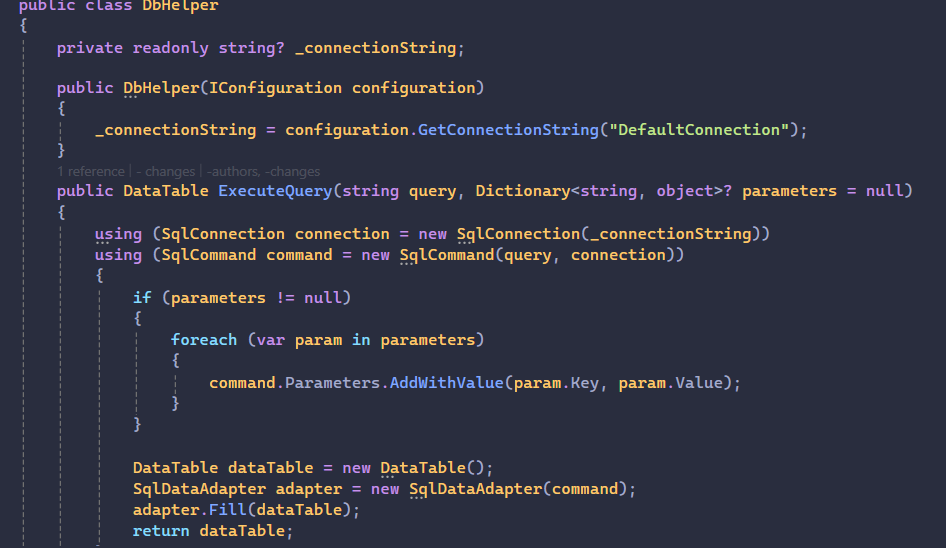 public class DbHelper
{
private readonly string? _connectionString;
public DbHelper(IConfiguration configuration)
{
_connectionString = configuration.GetConnectionString("DefaultConnection");
}
1 reference | - changes | -authors, -changes
public DataTable ExecuteQuery(string query, Dictionary<string, object>? parameters = null)
{
using (SqlConnection connection = new SqlConnection(_connectionString))
using (SqlCommand command = new SqlCommand(query, connection))
{
if (parameters != null)
{
foreach (var param in parameters)
{
command.Parameters.AddWithValue(param.Key, param.Value);
}
}
DataTable dataTable = new DataTable();
SqlDataAdapter adapter = new SqlDataAdapter(command);
adapter.Fill(dataTable);
return dataTable;